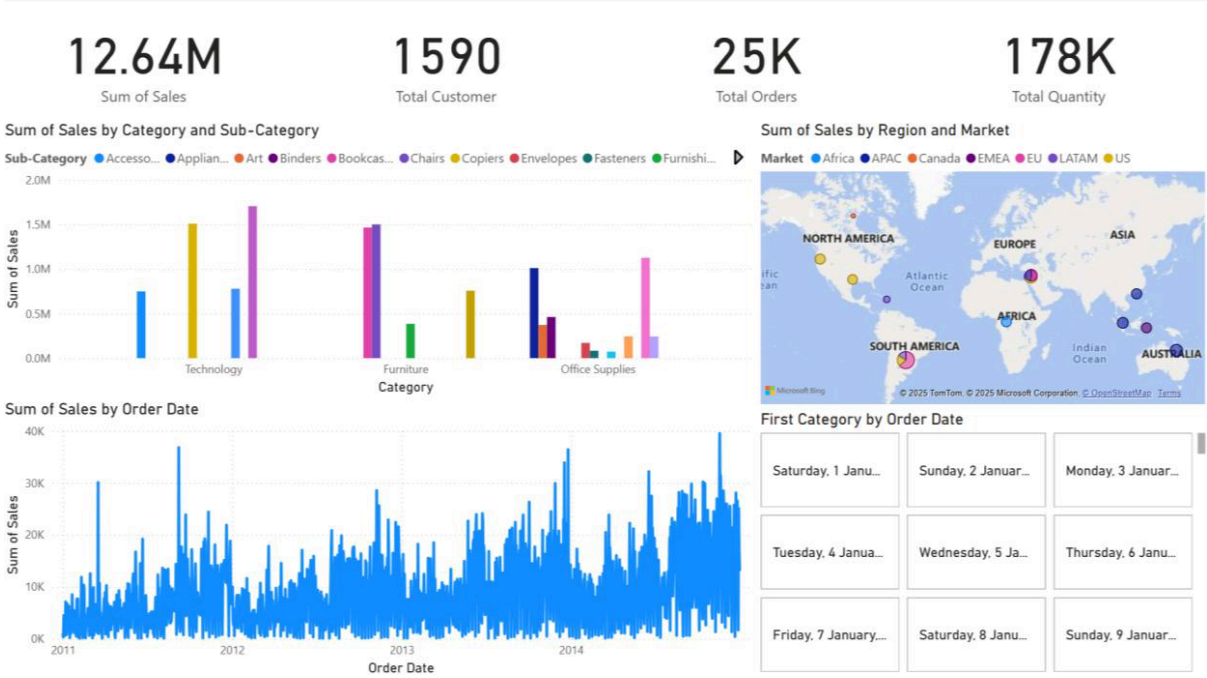 12.64M
Sum of Sales
1590
Total Customer
25K
Total Orders
178K
Total Quantity
Sum of Sales by Category and Sub-Category
Sub-Category Accesso... Applian... Art Binders Bookcas... Chairs Copiers Envelopes Fasteners Furnishi...
2.0M
1.5M
1.0M
0.5M
0.0M
Sum of Sales
Technology
Furniture
Office Supplies
Category
Sum of Sales by Region and Market
Market Africa APAC Canada EMEA EU LATAM US
NORTH AMERICA
EUROPE
ASIA
ific
ean
Atlantic
Ocean
AFRICA
SOUTH AMERICA
Indian
Ocean
AUSTRALIA
Microsoft Bing
© 2025 TomTom, © 2025 Microsoft Corporation, © OpenStreetMap Terms
Sum of Sales by Order Date
40K
30K
20K
10K
0K
Sum of Sales
2011
2012
2013
2014
Order Date
First Category by Order Date
Saturday, 1 Janu...
Sunday, 2 Januar...
Monday, 3 Januar...
Tuesday, 4 Janua...
Wednesday, 5 Ja...
Thursday, 6 Janu...
Friday, 7 January,...
Saturday, 8 Janu...
Sunday, 9 Januar...